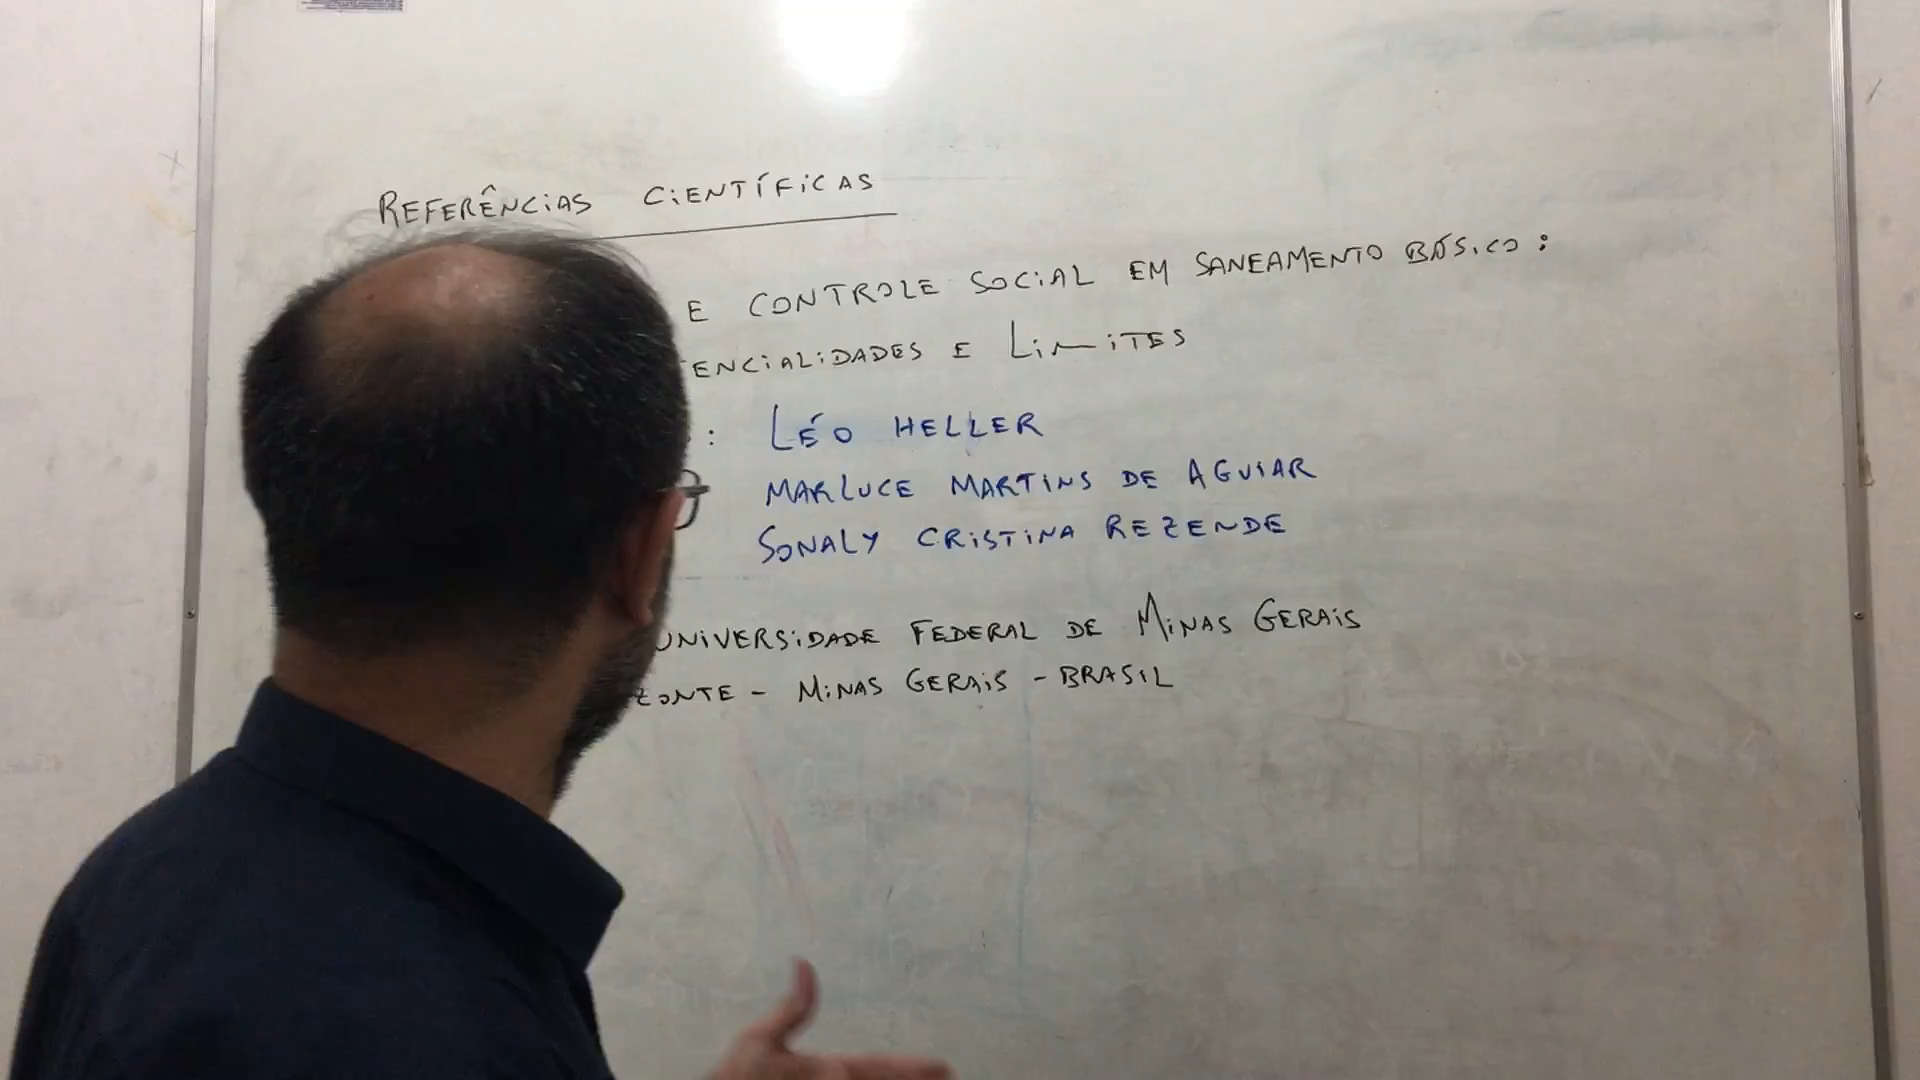 REFERÊNCIAS CIENTÍFICAS
E CONTROLE SOCIAL EM SANEAMENTO BÁSICO:
ENCIALIDADES E LIMITES
: LÉO HELLER
MARLUCE MARTINS DE AGUIAR
SONALY CRISTINA REZENDE
UNIVERSIDADE FEDERAL DE MINAS GERAIS
ZONTE - MINAS GERAIS - BRASIL